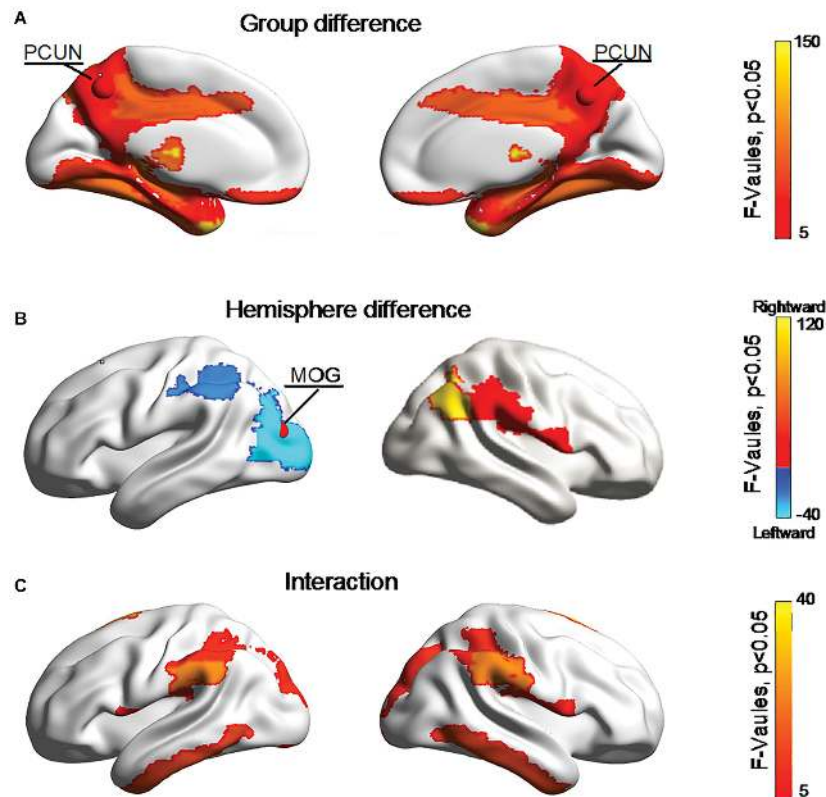 A
Group difference
PCUN
PCUN
150
F-Vaules, p<0.05
5
B
Hemisphere difference
MOG
Rightward
120
F-Vaules, p<0.05
-40
Leftward
C
Interaction
40
F-Vaules, p<0.05
5